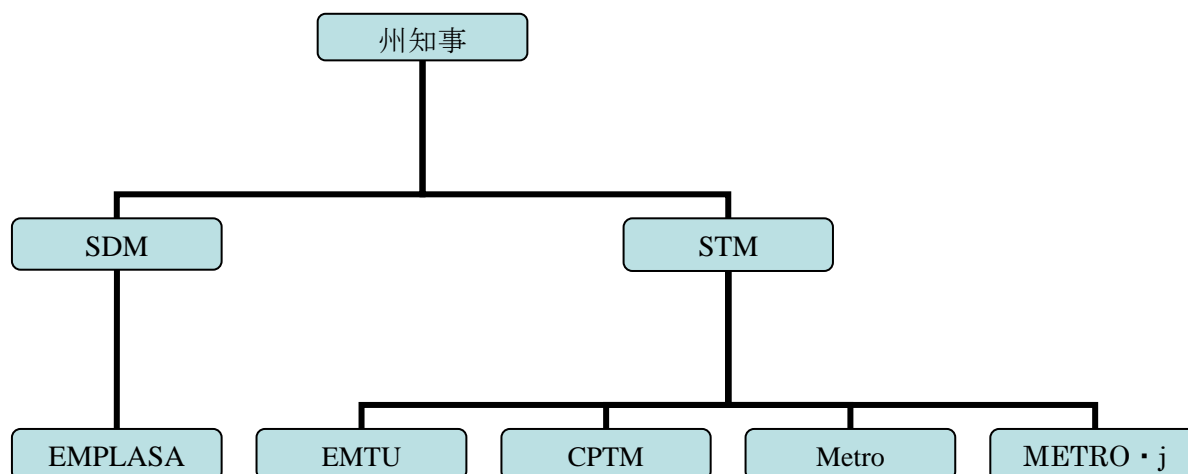 州知事
SDM
STM
EMPLASA
EMTU
CPTM
Metro
METRO・j